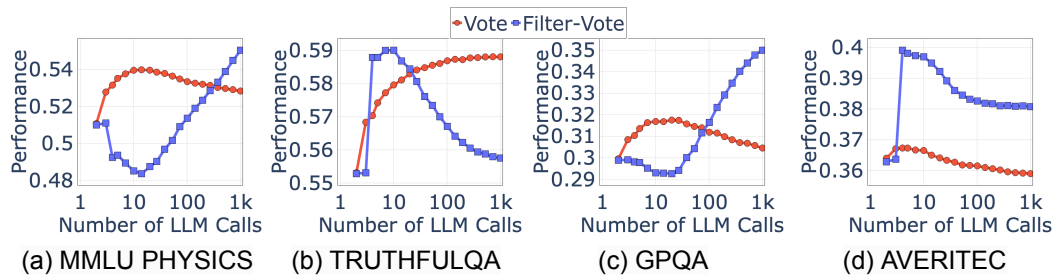 Vote Filter-Vote
Performance
0.54
0.52
0.5
0.48
1 10 100 1k
Number of LLM Calls
(a) MMLU PHYSICS
Performance
0.59
0.58
0.57
0.56
0.55
1 10 100 1k
Number of LLM Calls
(b) TRUTHFULQA
Performance
0.35
0.34
0.33
0.32
0.31
0.3
0.29
1 10 100 1k
Number of LLM Calls
(c) GPQA
Performance
0.4
0.39
0.38
0.37
0.36
1 10 100 1k
Number of LLM Calls
(d) AVERITEC